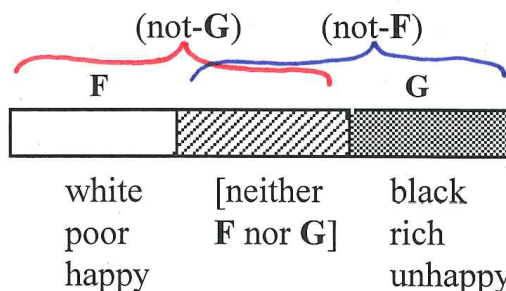 (not-G) (not-F)
F G
white [neither black
poor F nor G] rich
happy unhappy